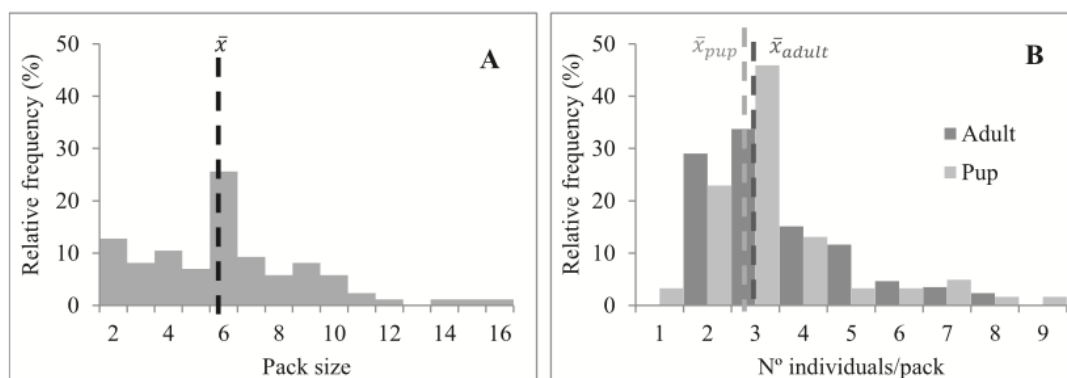 x̄
A
50
40
30
20
10
0
Relative frequency (%)
2 4 6 8 10 12 14 16
Pack size
x̄pup x̄adult
B
50
40
30
20
10
0
Relative frequency (%)
Adult
Pup
1 2 3 4 5 6 7 8 9
Nº individuals/pack